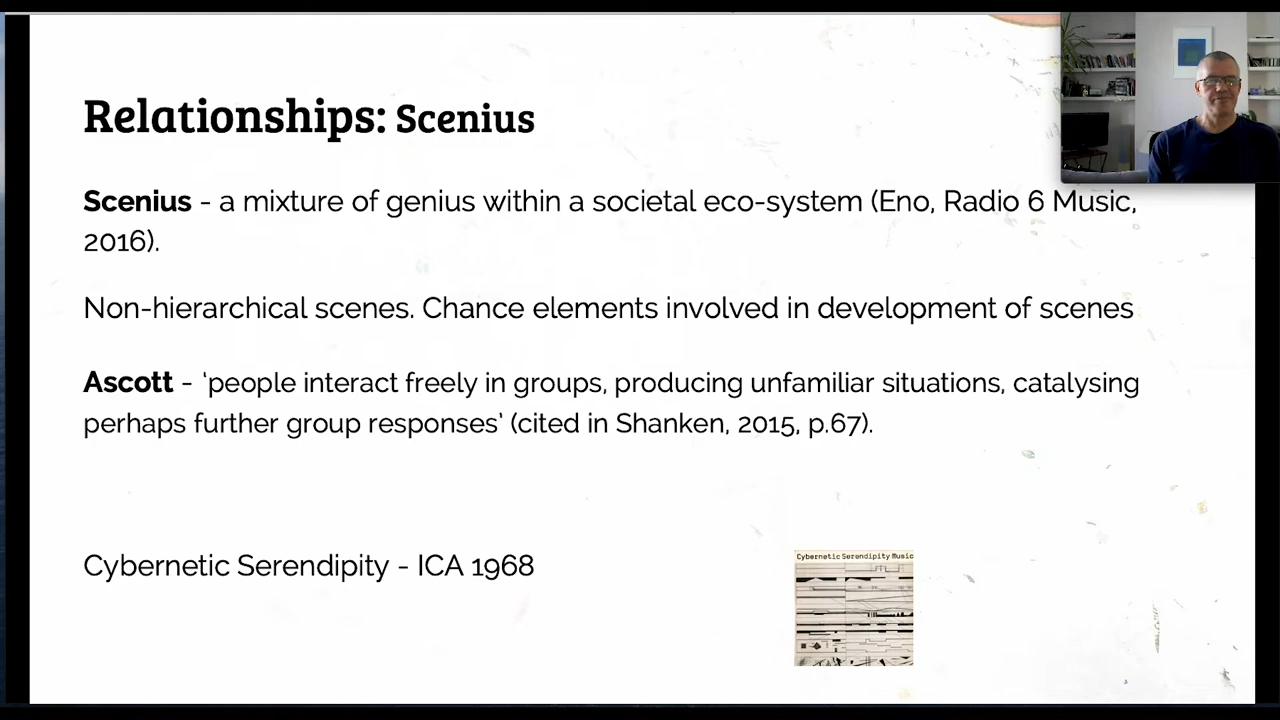 Relationships: Scenius
Scenius - a mixture of genius within a societal eco-system (Eno, Radio 6 Music,
2016).
Non-hierarchical scenes. Chance elements involved in development of scenes
Ascott - ‘people interact freely in groups, producing unfamiliar situations, catalysing
perhaps further group responses’ (cited in Shanken, 2015, p.67).
Cybernetic Serendipity - ICA 1968
Cybernetic Serendipity Music